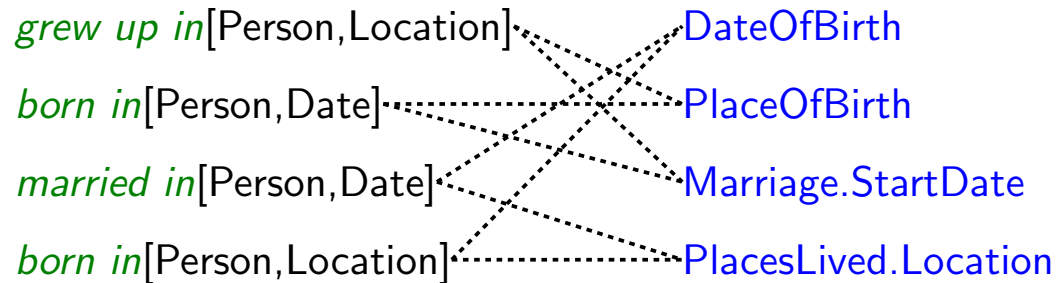 grew up in[Person,Location] DateOfBirth
born in[Person,Date] PlaceOfBirth
married in[Person,Date] Marriage.StartDate
born in[Person,Location] PlacesLived.Location